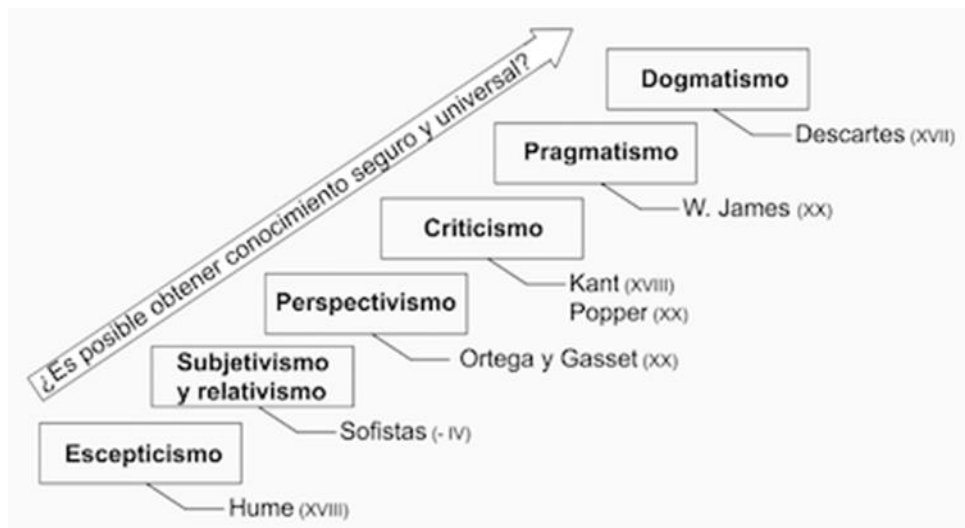 ¿Es posible obtener conocimiento seguro y universal?
Dogmatismo
Descartes (XVII)
Pragmatismo
W. James (XX)
Criticismo
Kant (XVIII)
Popper (XX)
Perspectivismo
Ortega y Gasset (XX)
Subjetivismo
y relativismo
Sofistas (- IV)
Escepticismo
Hume (XVIII)